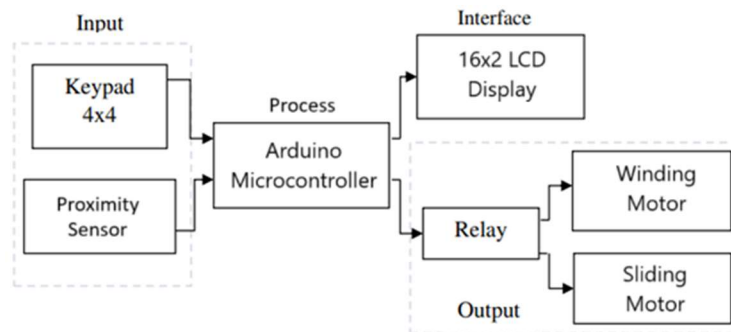 Input
Keypad
4x4
Proximity
Sensor
Process
Arduino
Microcontroller
Interface
16x2 LCD
Display
Relay
Winding
Motor
Sliding
Motor
Output